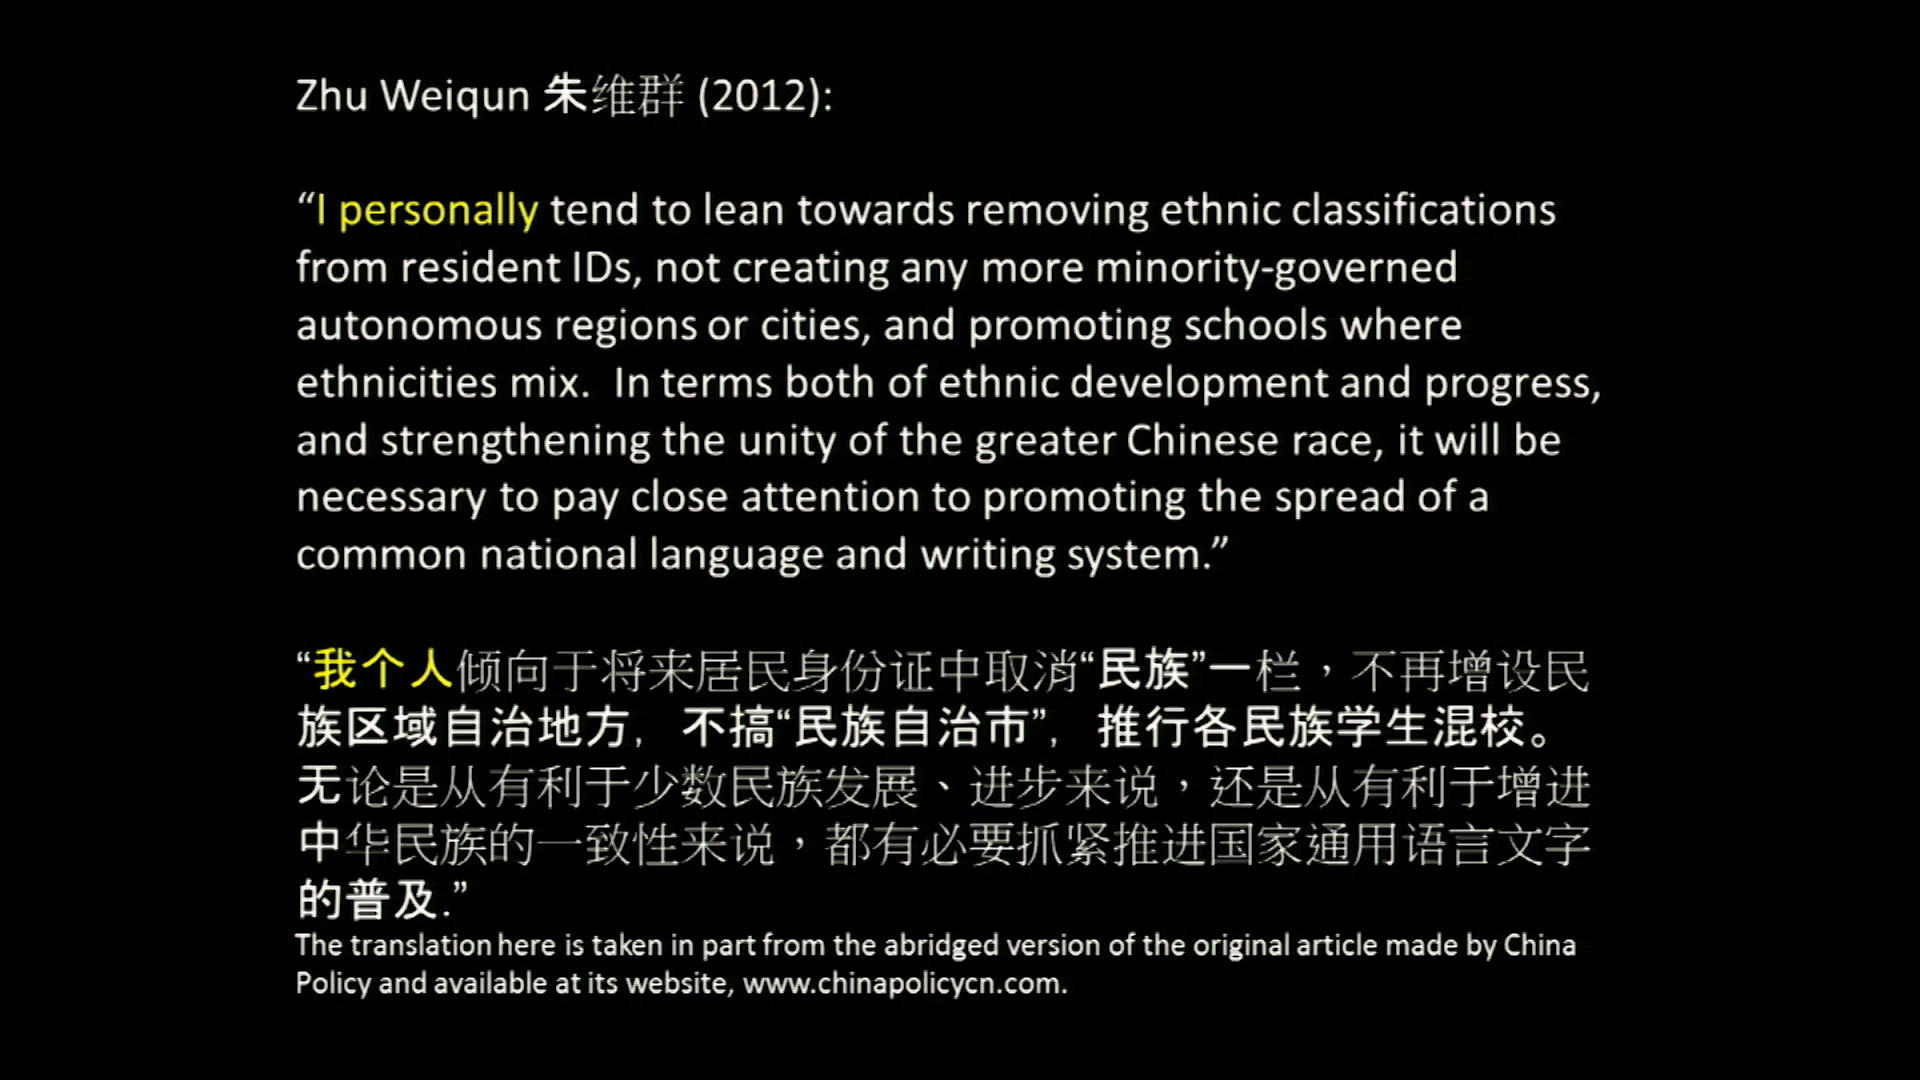 Zhu Weiqun 朱维群 (2012):
“I personally tend to lean towards removing ethnic classifications
from resident IDs, not creating any more minority-governed
autonomous regions or cities, and promoting schools where
ethnicities mix.  In terms both of ethnic development and progress,
and strengthening the unity of the greater Chinese race, it will be
necessary to pay close attention to promoting the spread of a
common national language and writing system.”
“我个人倾向于将来居民身份证中取消“民族”一栏，不再增设民
族区域自治地方, 不搞“民族自治市”, 推行各民族学生混校。
无论是从有利于少数民族发展、进步来说，还是从有利于增进
中华民族的一致性来说，都有必要抓紧推进国家通用语言文字
的普及.”
The translation here is taken in part from the abridged version of the original article made by China
Policy and available at its website, www.chinapolicycn.com.